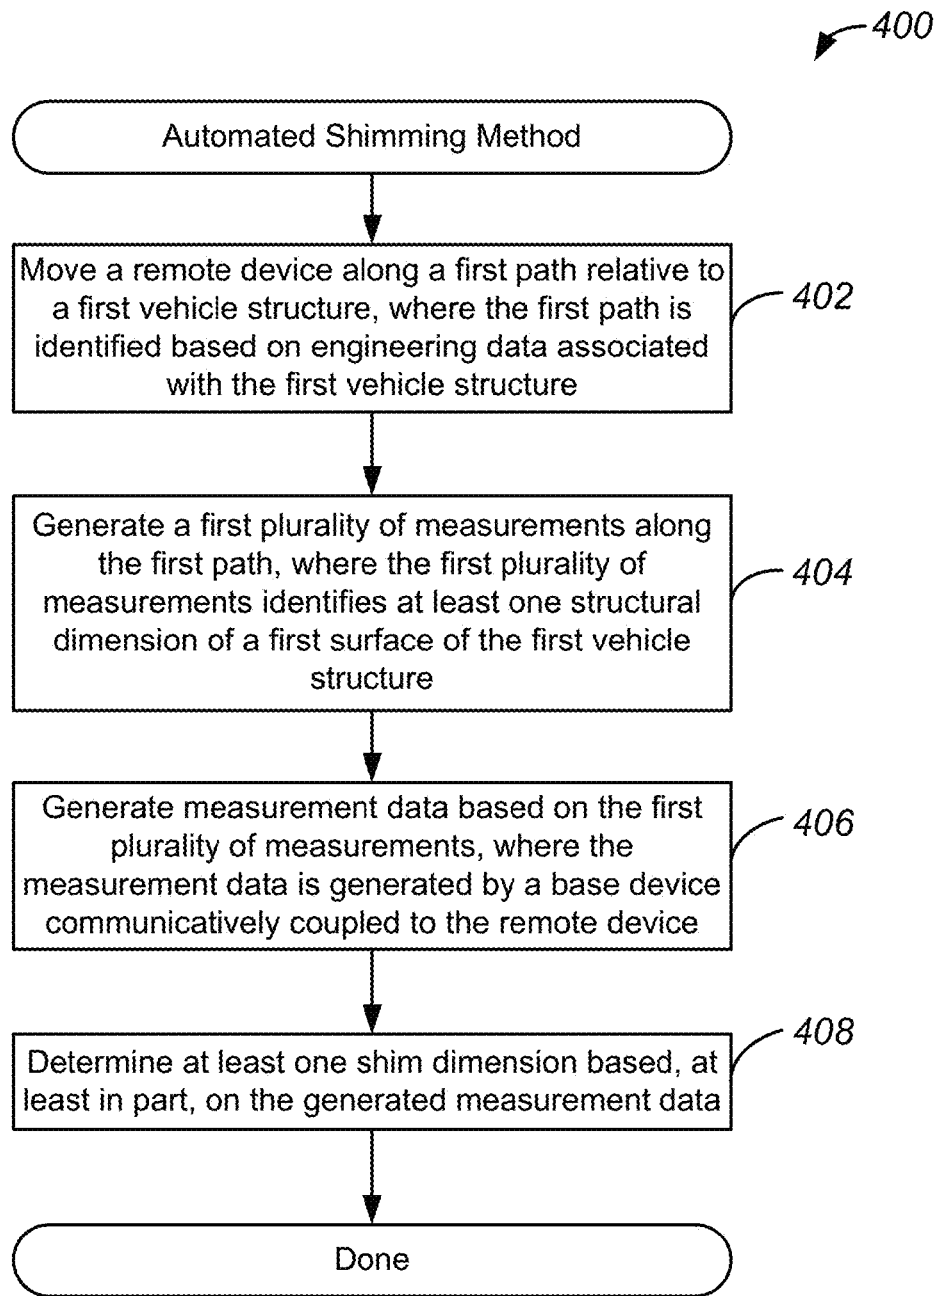 400
Automated Shimming Method
Move a remote device along a first path relative to
a first vehicle structure, where the first path is
identified based on engineering data associated
with the first vehicle structure
402
Generate a first plurality of measurements along
the first path, where the first plurality of
measurements identifies at least one structural
dimension of a first surface of the first vehicle
structure
404
Generate measurement data based on the first
plurality of measurements, where the
measurement data is generated by a base device
communicatively coupled to the remote device
406
Determine at least one shim dimension based, at
least in part, on the generated measurement data
408
Done